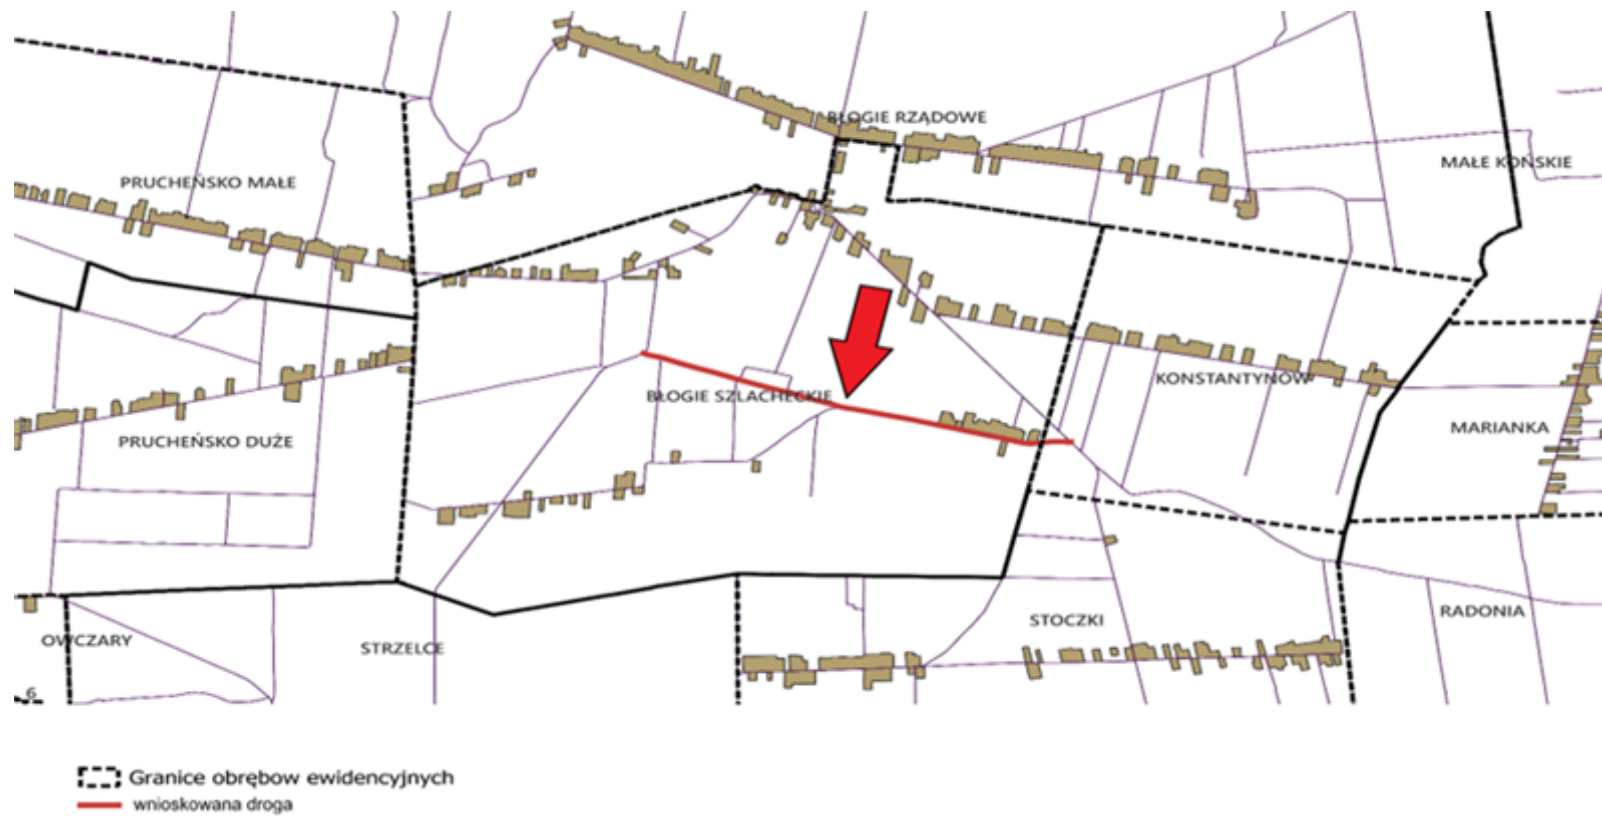 BŁOGIE RZĄDOWE
MAŁE KOŃSKIE
PRUCHEŃSKO MAŁE
KONSTANTYNÓW
BŁOGIE SZLACHECKIE
MARIANKA
PRUCHEŃSKO DUŻE
RADONIA
STOCZKI
OWCZARY
STRZELCE
6
Granice obrębow ewidencyjnych
wnioskowana droga